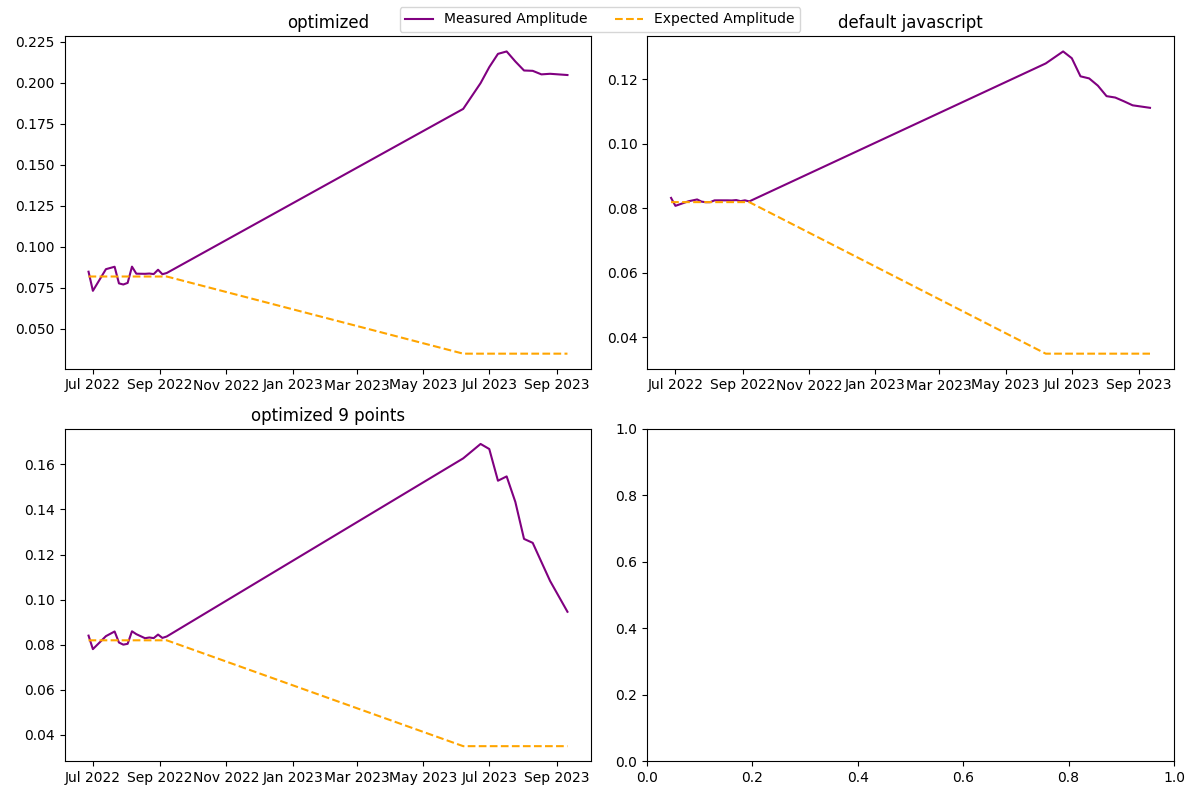 Measured Amplitude
Expected Amplitude
optimized
0.225
0.200
0.175
0.150
0.125
0.100
0.075
0.050
Jul 2022
Sep 2022
Nov 2022
Jan 2023
Mar 2023
May 2023
Jul 2023
Sep 2023
default javascript
0.12
0.10
0.08
0.06
0.04
Jul 2022
Sep 2022
Nov 2022
Jan 2023
Mar 2023
May 2023
Jul 2023
Sep 2023
optimized 9 points
0.16
0.14
0.12
0.10
0.08
0.06
0.04
Jul 2022
Sep 2022
Nov 2022
Jan 2023
Mar 2023
May 2023
Jul 2023
Sep 2023
1.0
0.8
0.6
0.4
0.2
0.0
0.0
0.2
0.4
0.6
0.8
1.0